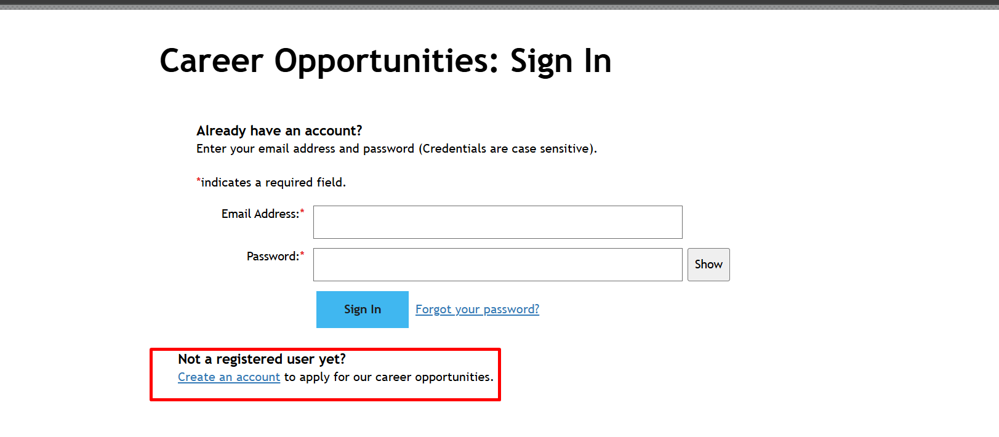 Career Opportunities: Sign In
Already have an account?
Enter your email address and password (Credentials are case sensitive).
*indicates a required field.
Email Address:*
Password:*
Show
Sign In
Forgot your password?
Not a registered user yet?
Create an account to apply for our career opportunities.